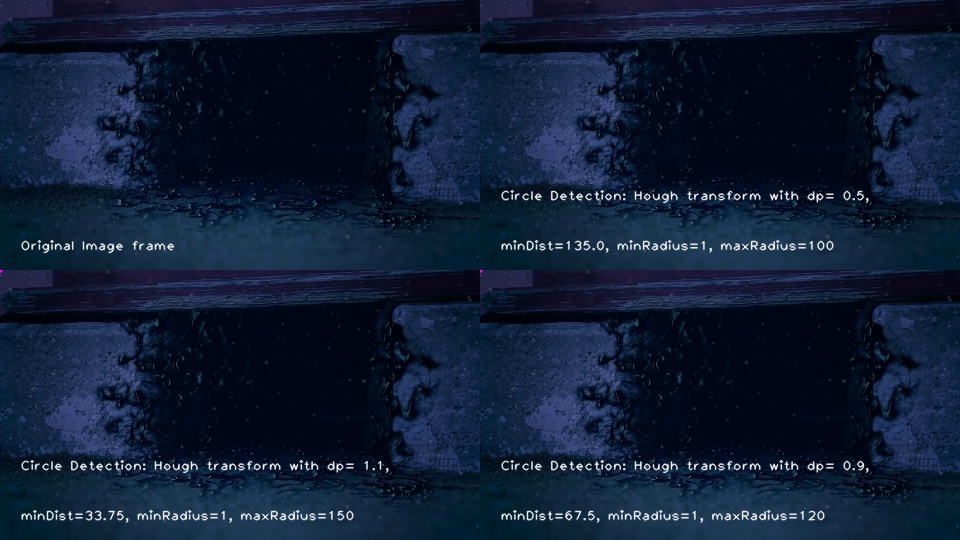 Original Image frame
Circle Detection: Hough transform with dp= 0.5,
minDist=135.0, minRadius=1, maxRadius=100
Circle Detection: Hough transform with dp= 1.1,
minDist=33.75, minRadius=1, maxRadius=150
Circle Detection: Hough transform with dp= 0.9,
minDist=67.5, minRadius=1, maxRadius=120